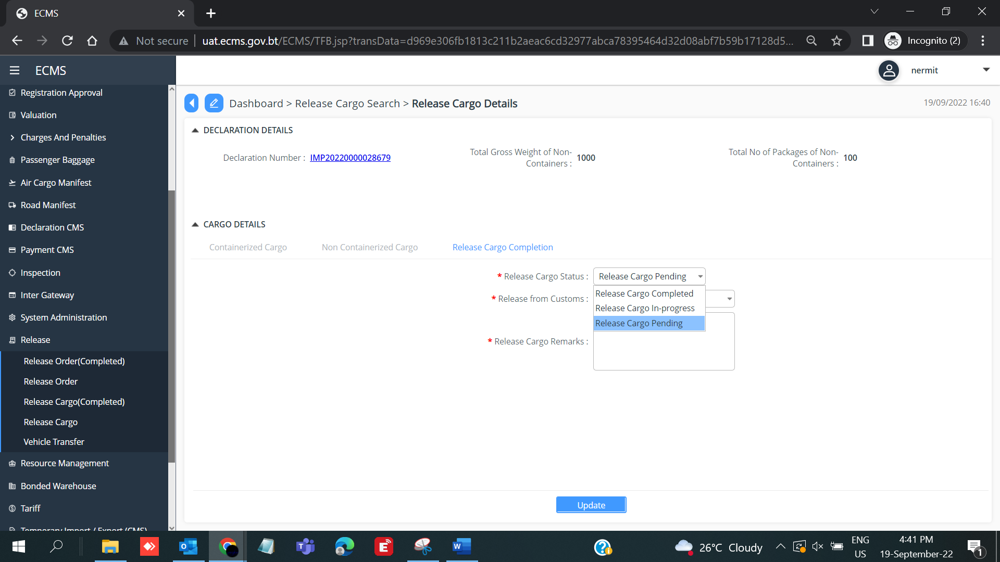 ECMS
Not secure
uat.ecms.gov.bt/ECMS/TFB.jsp?transData=d969e306fb1813c211b2aeac6cd32977abca78395464d32d08abf7b59b17128d5...
Incognito (2)
ECMS
nermit
Registration Approval
Valuation
Charges And Penalties
Passenger Baggage
Air Cargo Manifest
Road Manifest
Declaration CMS
Payment CMS
Inspection
Inter Gateway
System Administration
Release
Release Order(Completed)
Release Order
Release Cargo(Completed)
Release Cargo
Vehicle Transfer
Resource Management
Bonded Warehouse
Tariff
Temporary Import / Export (CMS)
Dashboard > Release Cargo Search > Release Cargo Details
19/09/2022 16:40
DECLARATION DETAILS
Declaration Number : IMP20220000028679
Total Gross Weight of Non-
Containers : 1000
Total No of Packages of Non-
Containers : 100
CARGO DETAILS
Containerized Cargo
Non Containerized Cargo
Release Cargo Completion
* Release Cargo Status : Release Cargo Pending
Release Cargo Completed
Release Cargo In-progress
Release Cargo Pending
* Release from Customs :
* Release Cargo Remarks :
Update
26°C Cloudy
ENG
US
4:41 PM
19-September-22
1